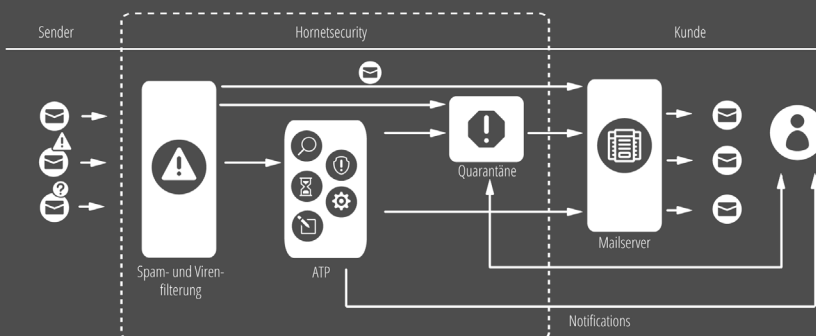 Sender
Hornetsecurity
Kunde
Quarantäne
Mailserver
Spam- und Viren-
filterung
ATP
Notifications